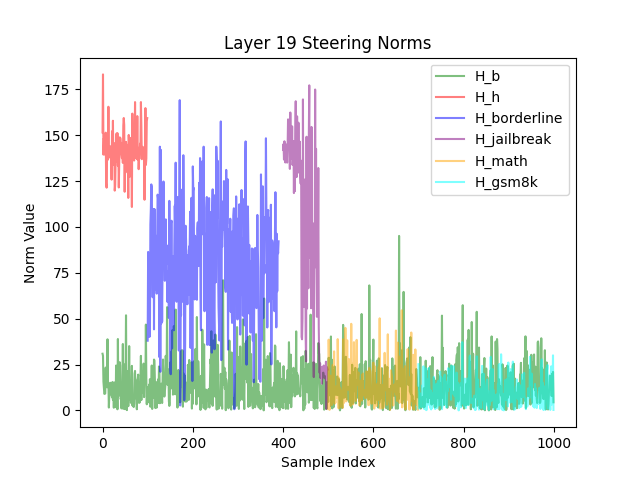 Layer 19 Steering Norms
H_b
H_h
H_borderline
H_jailbreak
H_math
H_gsm8k
Norm Value
175
150
125
100
75
50
25
0
0 200 400 600 800 1000
Sample Index